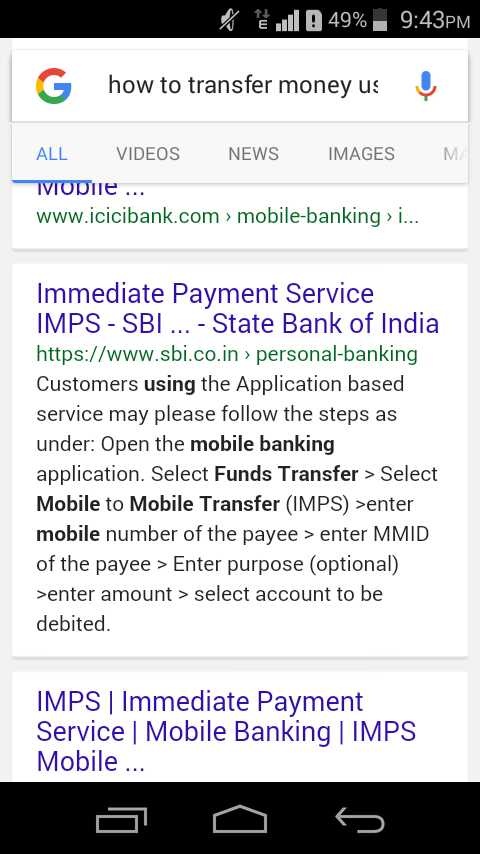 49% 9:43PM
how to transfer money us
ALL VIDEOS NEWS IMAGES MA
Mobile ...
www.icicibank.com › mobile-banking › i...
Immediate Payment Service
IMPS - SBI ... - State Bank of India
https://www.sbi.co.in › personal-banking
Customers using the Application based
service may please follow the steps as
under: Open the mobile banking
application. Select Funds Transfer > Select
Mobile to Mobile Transfer (IMPS) >enter
mobile number of the payee > enter MMID
of the payee > Enter purpose (optional)
>enter amount > select account to be
debited.
IMPS | Immediate Payment
Service | Mobile Banking | IMPS
Mobile ...